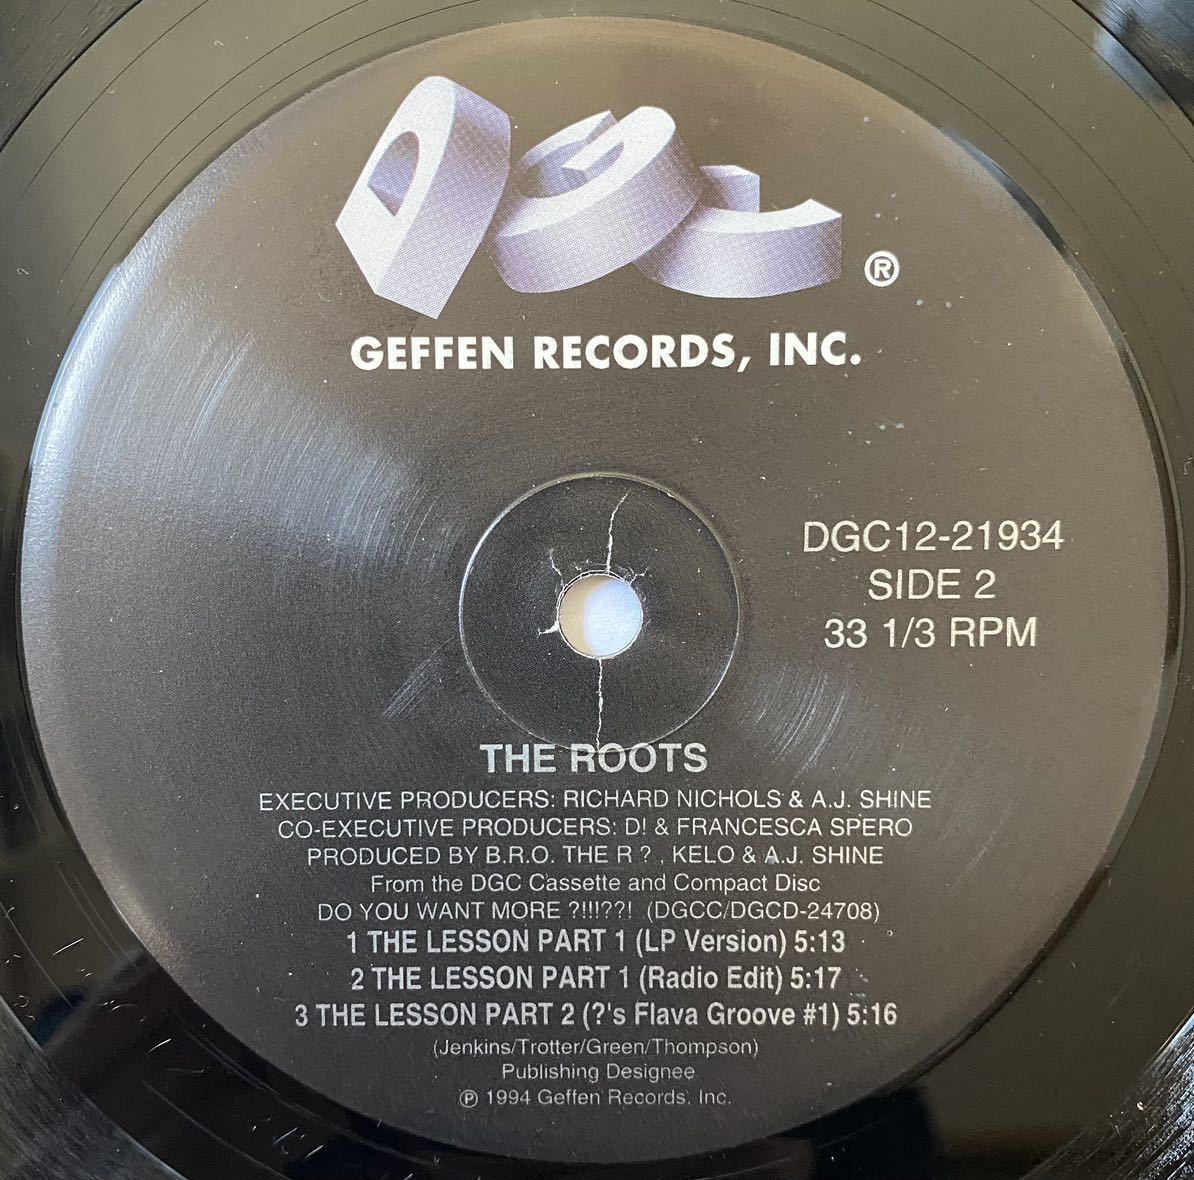 DGC ®
GEFFEN RECORDS, INC.
DGC12-21934
SIDE 2
33 1/3 RPM
THE ROOTS
EXECUTIVE PRODUCERS: RICHARD NICHOLS & A.J. SHINE
CO-EXECUTIVE PRODUCERS: D! & FRANCESCA SPERO
PRODUCED BY B.R.O. THE R ? , KELO & A.J. SHINE
From the DGC Cassette and Compact Disc
DO YOU WANT MORE ?!!!??! (DGCC/DGCD-24708)
1 THE LESSON PART 1 (LP Version) 5:13
2 THE LESSON PART 1 (Radio Edit) 5:17
3 THE LESSON PART 2 (?'s Flava Groove #1) 5:16
(Jenkins/Trotter/Green/Thompson)
Publishing Designee
℗ 1994 Geffen Records, Inc.